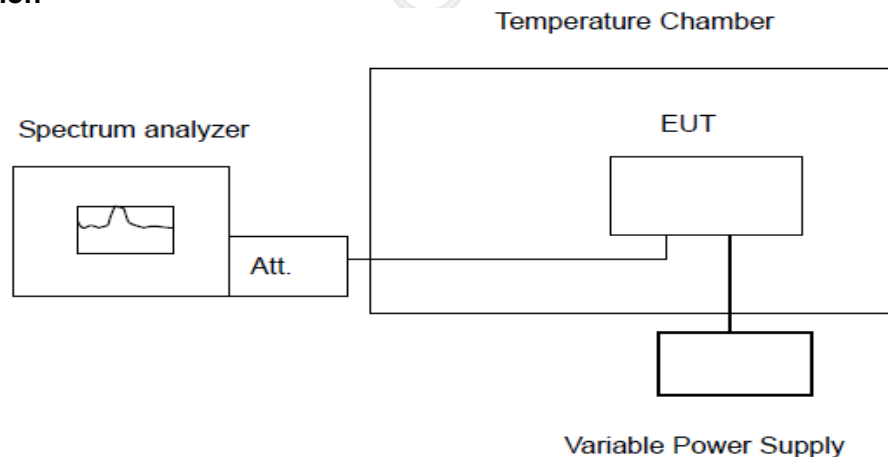 Temperature Chamber
Spectrum analyzer
EUT
Att.
Variable Power Supply